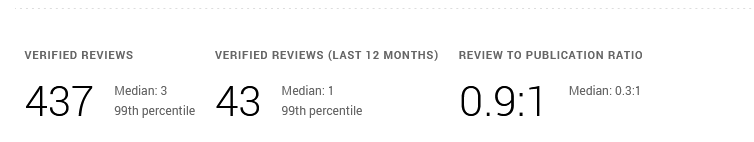 VERIFIED REVIEWS
437
Median: 3
99th percentile
VERIFIED REVIEWS (LAST 12 MONTHS)
43
Median: 1
99th percentile
REVIEW TO PUBLICATION RATIO
0.9:1
Median: 0.3:1